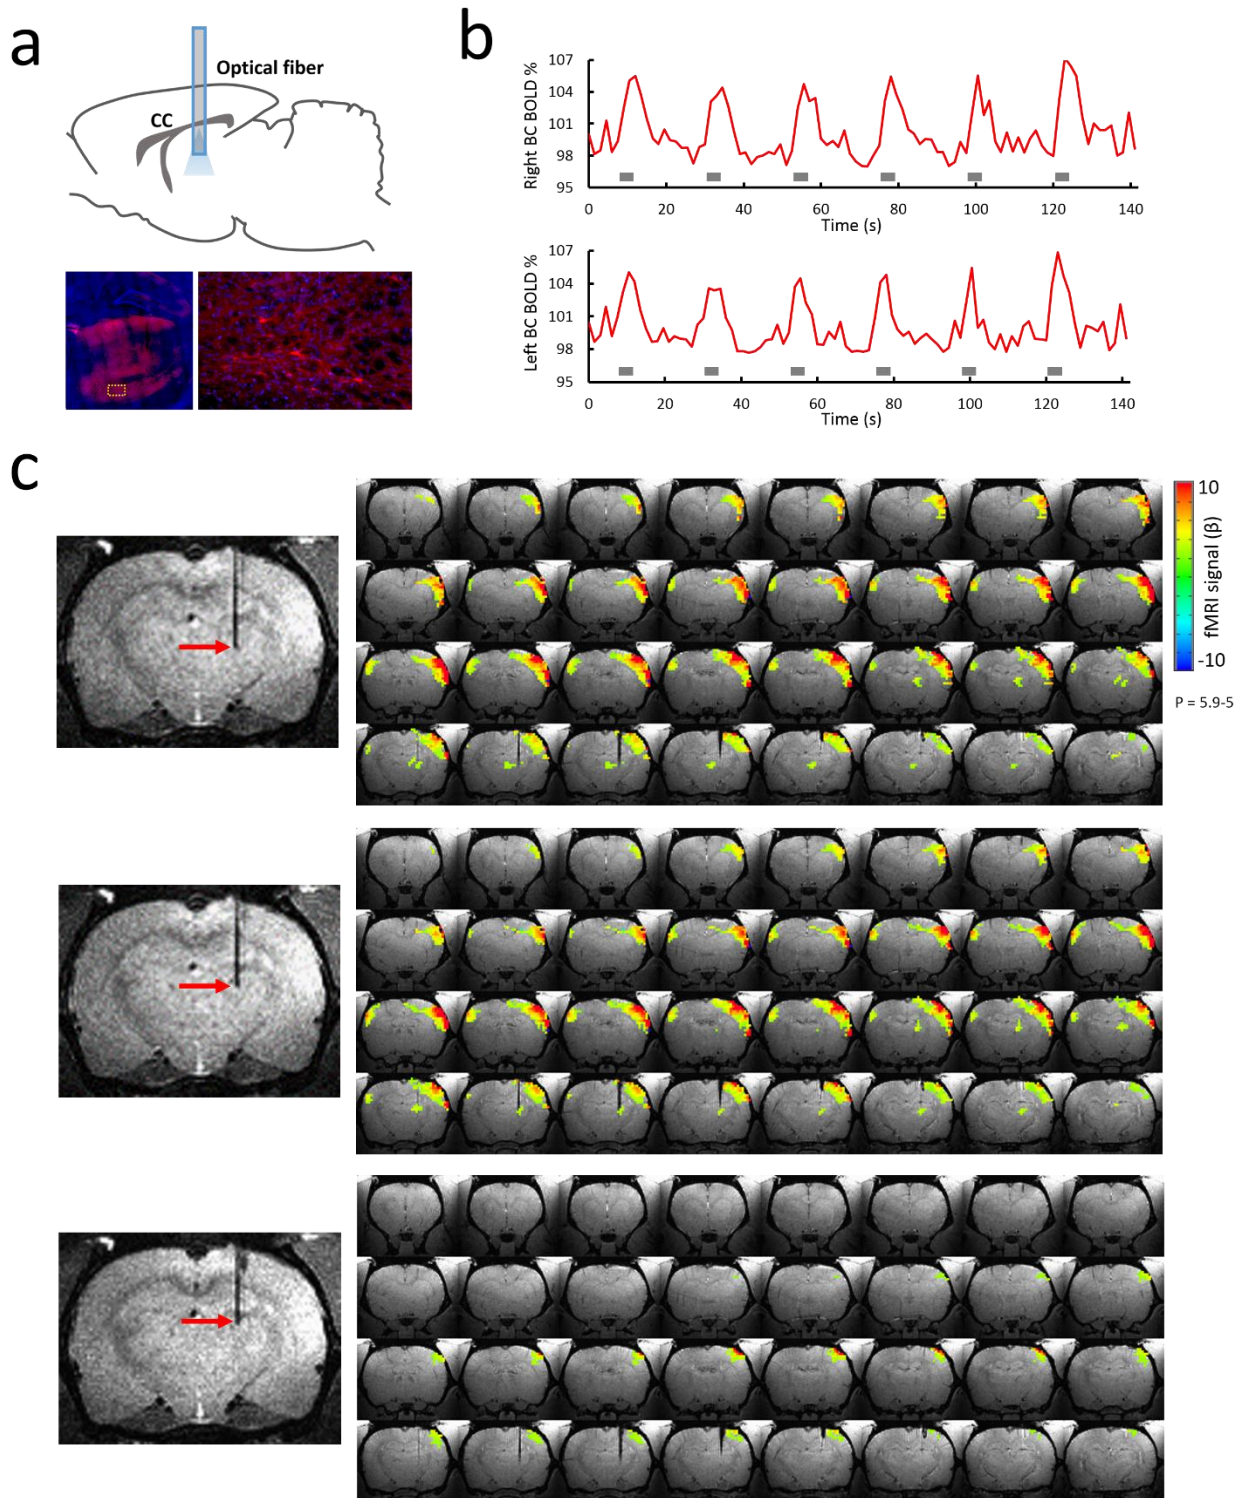 a
Optical fiber
CC
b
Right BC BOLD %
107
104
101
98
95
0 20 40 60 80 100 120 140
Time (s)
Left BC BOLD %
107
104
101
98
95
0 20 40 60 80 100 120 140
Time (s)
c
10
fMRI signal (β)
-10
P = 5.9-5